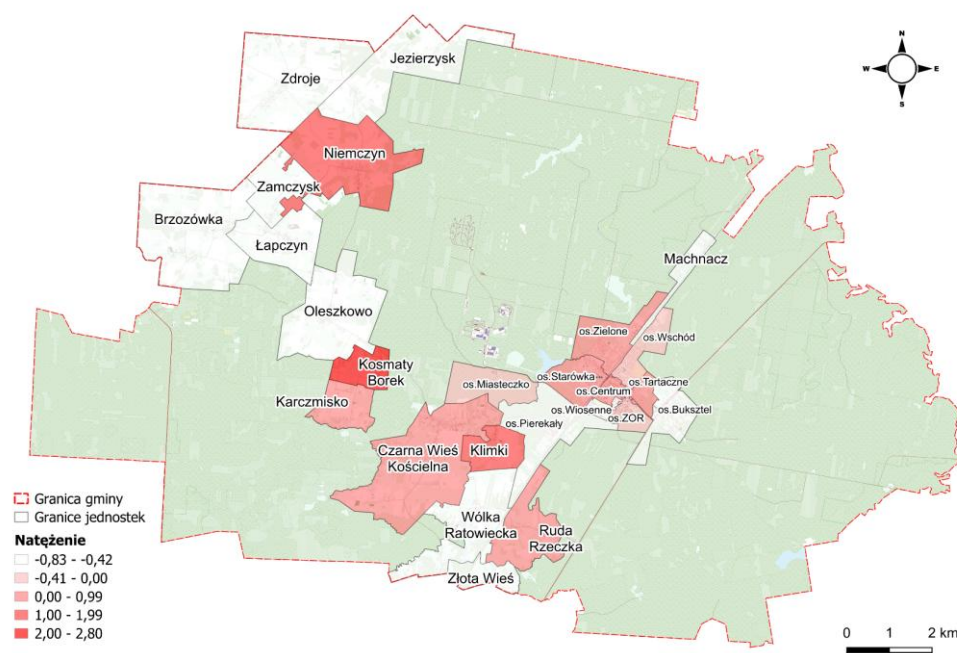 Jezierzysk
Zdroje
N
W
E
S
Niemczyn
Zamczysk
Brzozówka
Łapczyn
Machnacz
Oleszkowo
os.Zielone
os.Wschód
Kosmaty
Borek
os.Starówka
os.Miasteczko
os.Centrum
os.Tartaczne
Karczmisko
os.Wiosenne
os.Buksztel
os.ZOR
os.Pierekały
Czarna Wieś
Kościelna
Klimki
Wólka
Ratowiecka
Ruda
Rzeczka
Złota Wieś
Granica gminy
Granice jednostek
Natężenie
-0,83 - -0,42
-0,41 - 0,00
0,00 - 0,99
1,00 - 1,99
2,00 - 2,80
0 1 2 km